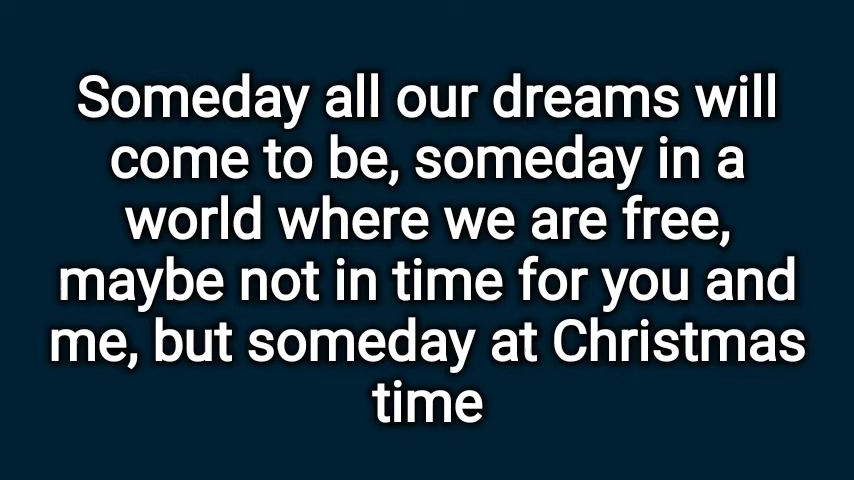 Someday all our dreams will
come to be, someday in a
world where we are free,
maybe not in time for you and
me, but someday at Christmas
time